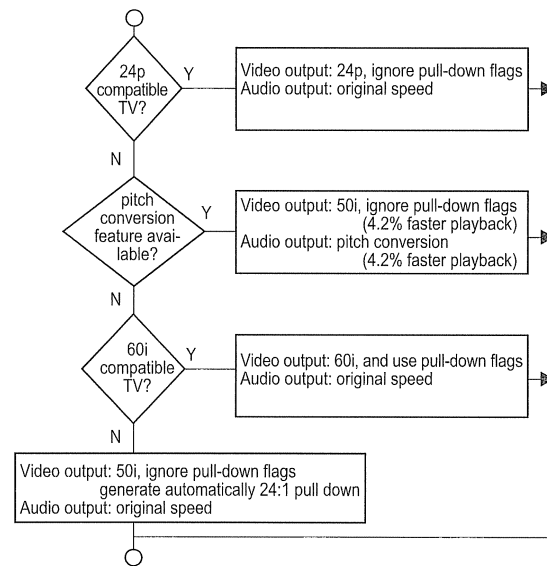 24p
compatible
TV?
Y
Video output: 24p, ignore pull-down flags
Audio output: original speed
N
pitch
conversion
feature avai-
lable?
Y
Video output: 50i, ignore pull-down flags
(4.2% faster playback)
Audio output: pitch conversion
(4.2% faster playback)
N
60i
compatible
TV?
Y
Video output: 60i, and use pull-down flags
Audio output: original speed
N
Video output: 50i, ignore pull-down flags
generate automatically 24:1 pull down
Audio output: original speed